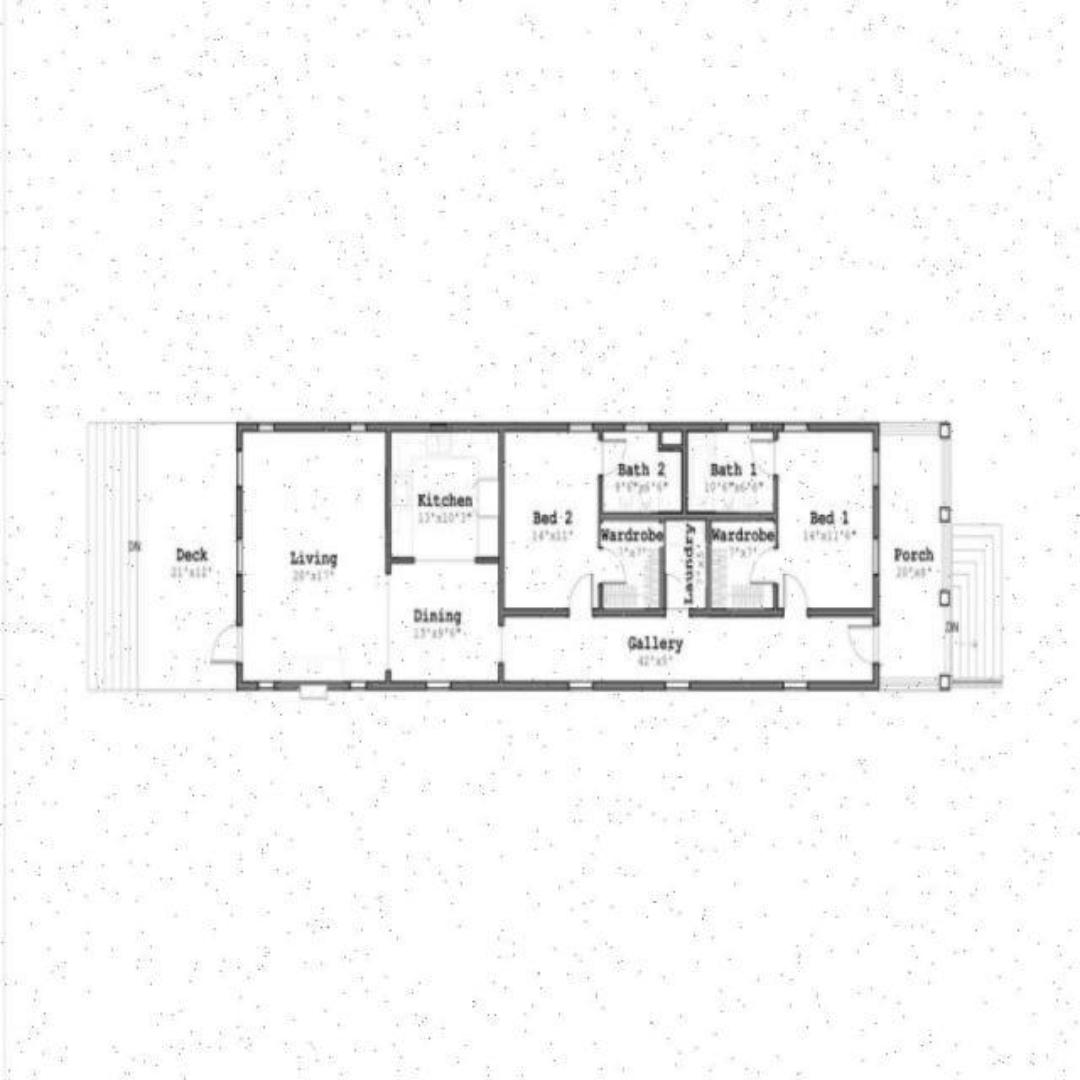 Bath 2
9'6"x6'6"
Bath 1
10'6"x6'6"
Kitchen
13'x10'3"
Bed 2
14'x11'
Bed 1
14'x11'6"
Wardrobe
7'x7'
Wardrobe
7'x7'
Laundry
DN
Deck
21'x12'
Living
20'x17'
Porch
20'x8'
Dining
13'x9'6"
DN
Gallery
42'x5'